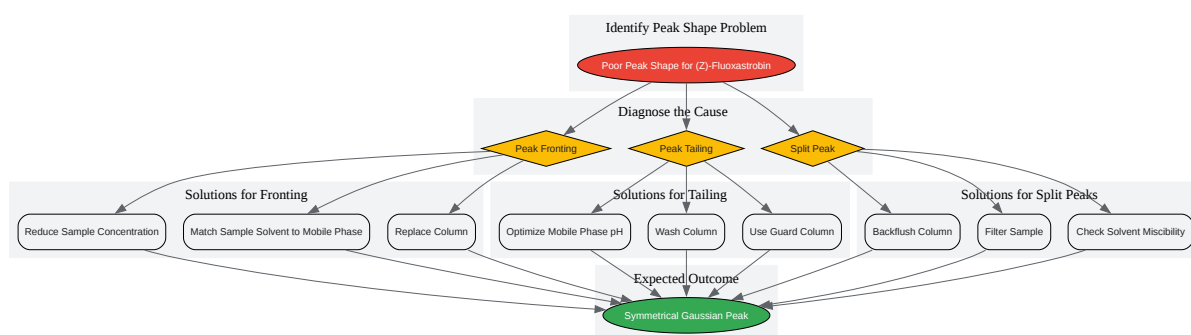 Identify Peak Shape Problem
Poor Peak Shape for (Z)-Fluoxastrobin
Diagnose the Cause
Peak Fronting
Peak Tailing
Split Peak
Solutions for Fronting
Solutions for Tailing
Solutions for Split Peaks
Reduce Sample Concentration
Match Sample Solvent to Mobile Phase
Replace Column
Optimize Mobile Phase pH
Wash Column
Use Guard Column
Backflush Column
Filter Sample
Check Solvent Miscibility
Expected Outcome
Symmetrical Gaussian Peak